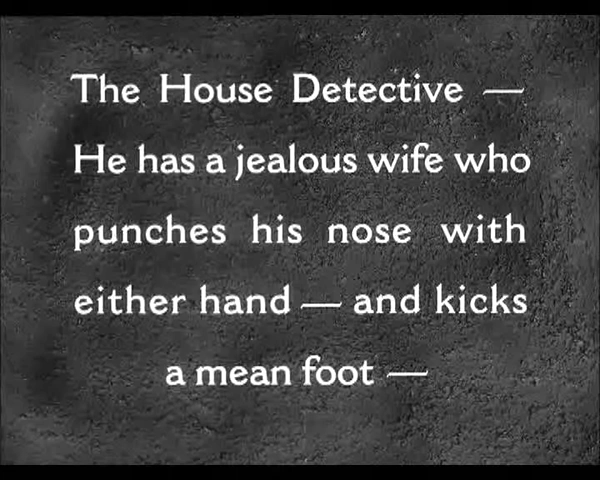 The House Detective —
He has a jealous wife who
punches his nose with
either hand — and kicks
a mean foot —